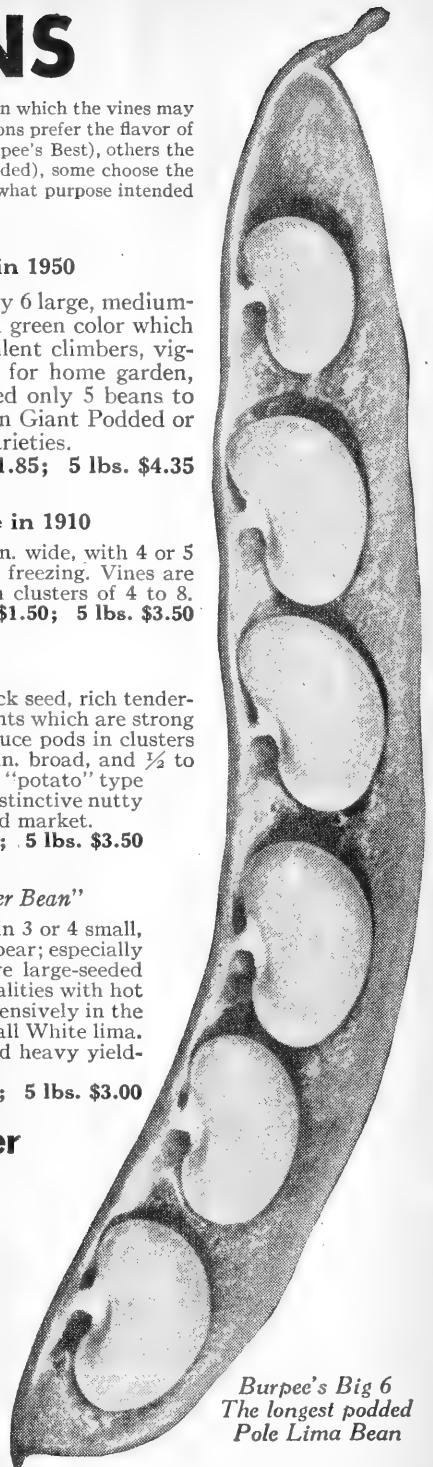 NS
n which the vines may
ons prefer the flavor of
pee's Best), others the
ded), some choose the
what purpose intended
in 1950
y 6 large, medium-
green color which
lent climbers, vig-
for home garden,
ed only 5 beans to
n Giant Podded or
rieties.
1.85; 5 lbs. $4.35
e in 1910
n. wide, with 4 or 5
freezing. Vines are
n clusters of 4 to 8.
$1.50; 5 lbs. $3.50
ck seed, rich tender-
nts which are strong
uce pods in clusters
n. broad, and ½ to
"potato" type
stinctive nutty
d market.
; 5 lbs. $3.50
er Bean"
in 3 or 4 small,
pear; especially
re large-seeded
alities with hot
ensively in the
all White lima.
d heavy yield-
; 5 lbs. $3.00
er
Burpee's Big 6
The longest podded
Pole Lima Bean